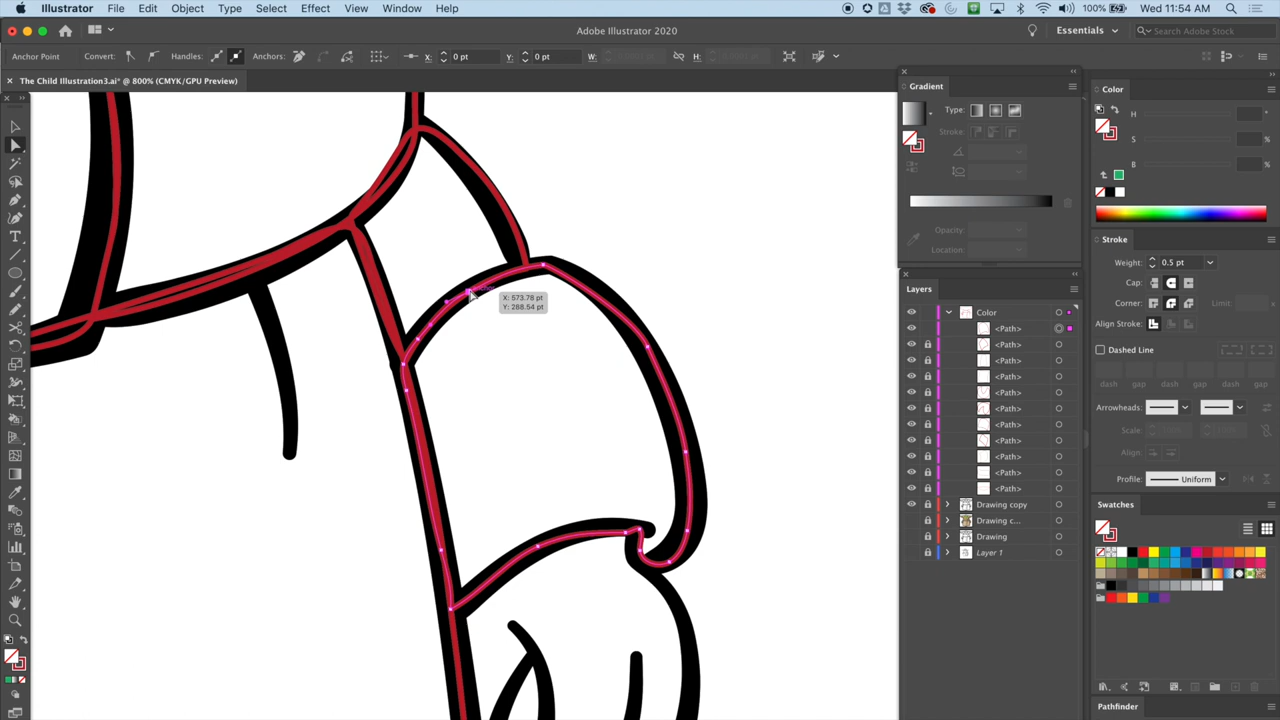 Illustrator File Edit Object Type Select Effect View Window Help
100% Wed 11:54 AM
Adobe Illustrator 2020
Essentials
Search Adobe Stock
Anchor Point Convert: Handles: Anchors: X: 0 pt Y: 0 pt W: H:
× The Child Illustration3.ai* @ 800% (CMYK/GPU Preview)
X: 573.78 pt
Y: 288.54 pt
Gradient
Type:
Stroke:
Opacity:
Location:
Layers
Color
<Path>
<Path>
<Path>
<Path>
<Path>
<Path>
<Path>
<Path>
<Path>
<Path>
<Path>
Drawing copy
Drawing c...
Drawing
Layer 1
Color
H °
S %
B %
Stroke
Weight: 0.5 pt
Cap:
Corner: Limit:
Align Stroke:
Dashed Line
dash gap dash gap dash gap
Arrowheads:
Scale:
Align:
Profile: Uniform
Swatches
Pathfinder